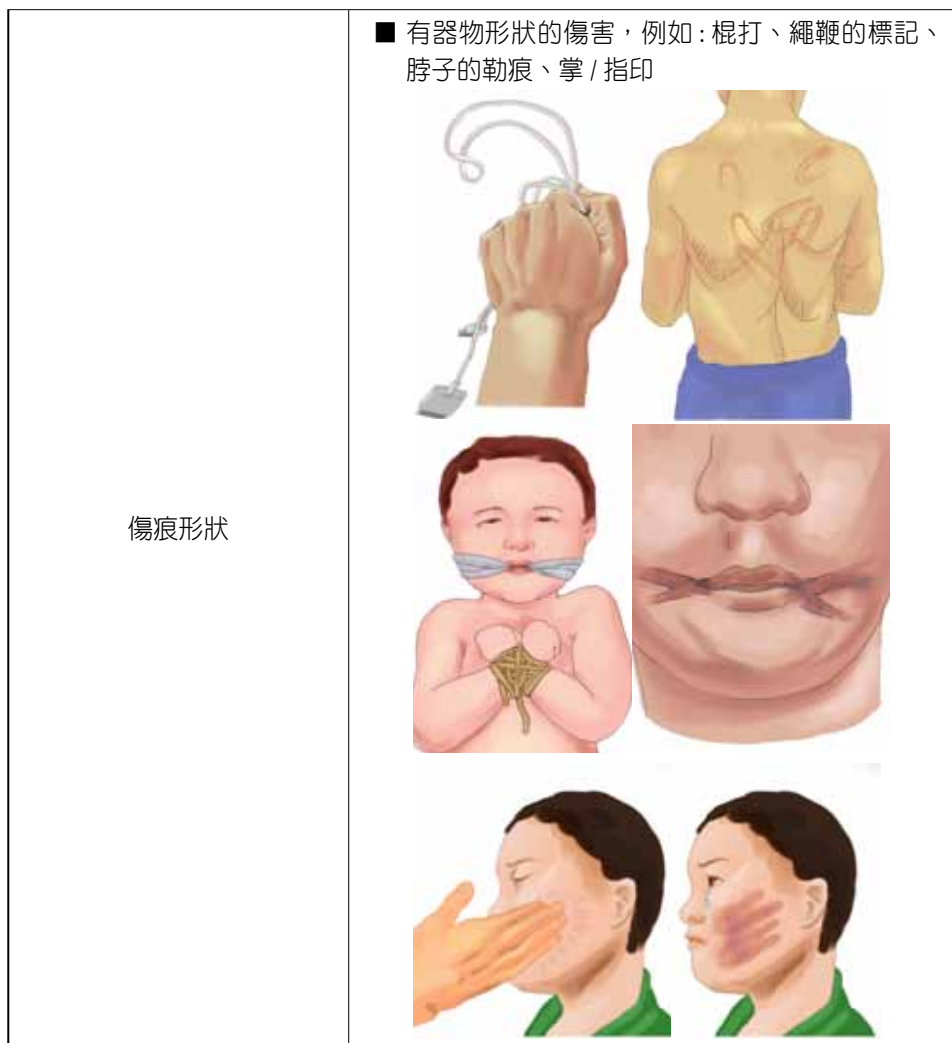 ■ 有器物形狀的傷害，例如 : 棍打、繩鞭的標記、
脖子的勒痕、掌 / 指印
傷痕形狀